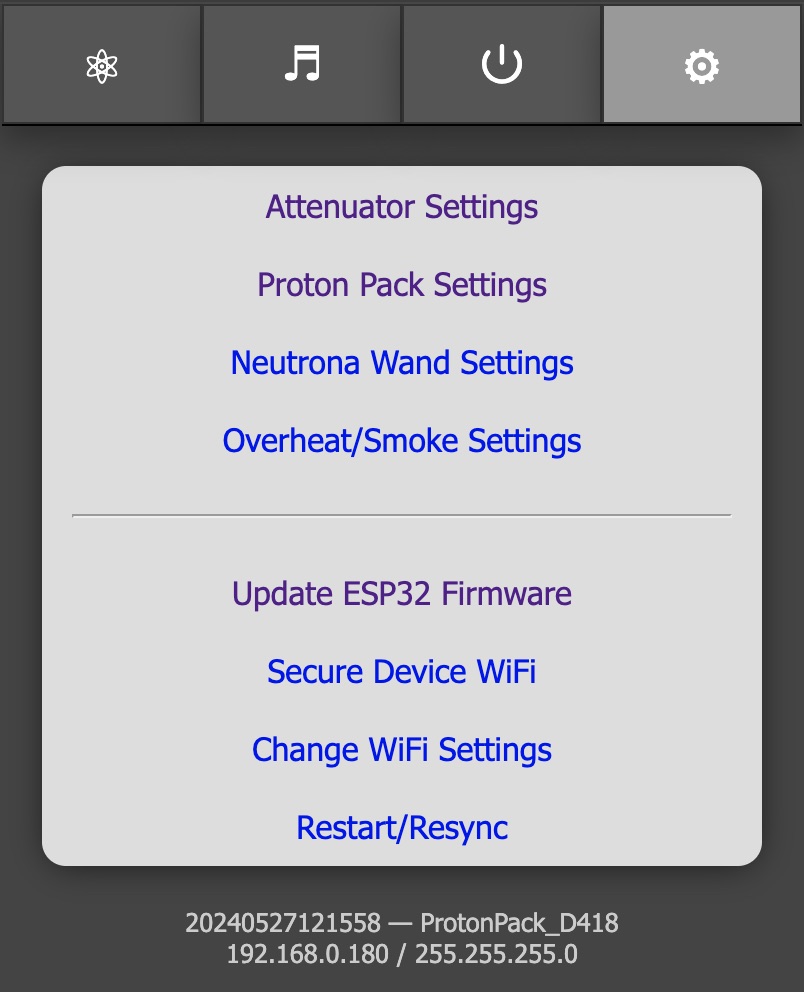 Attenuator Settings
Proton Pack Settings
Neutrona Wand Settings
Overheat/Smoke Settings
Update ESP32 Firmware
Secure Device WiFi
Change WiFi Settings
Restart/Resync
20240527121558 — ProtonPack_D418
192.168.0.180 / 255.255.255.0